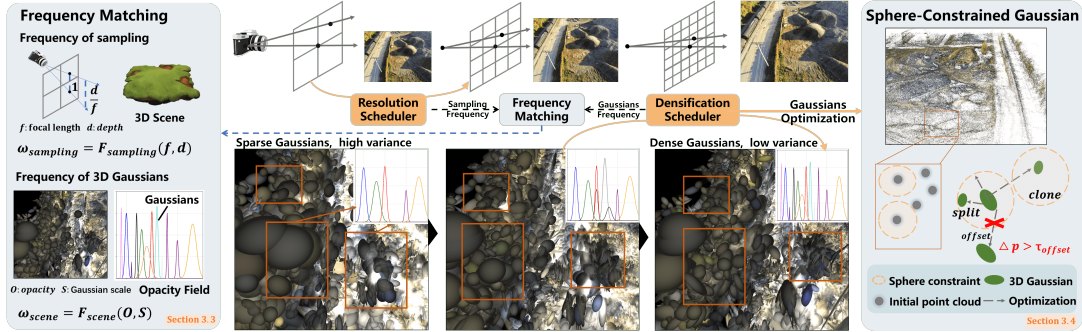 Frequency Matching
Frequency of sampling
1
d
f
f: focal length d: depth
3D Scene
ω_sampling = F_sampling(f, d)
Frequency of 3D Gaussians
Gaussians
O: opacity S: Gaussian scale
Opacity Field
ω_scene = F_scene(O, S)
Section 3.3
Resolution
Scheduler
Sampling
Frequency
Frequency
Matching
Gaussians
Frequency
Densification
Scheduler
Gaussians
Optimization
Sparse Gaussians, high variance
Dense Gaussians, low variance
Sphere-Constrained Gaussian
clone
split
offset
△p > τ_offset
Sphere constraint
3D Gaussian
Initial point cloud
Optimization
Section 3.4